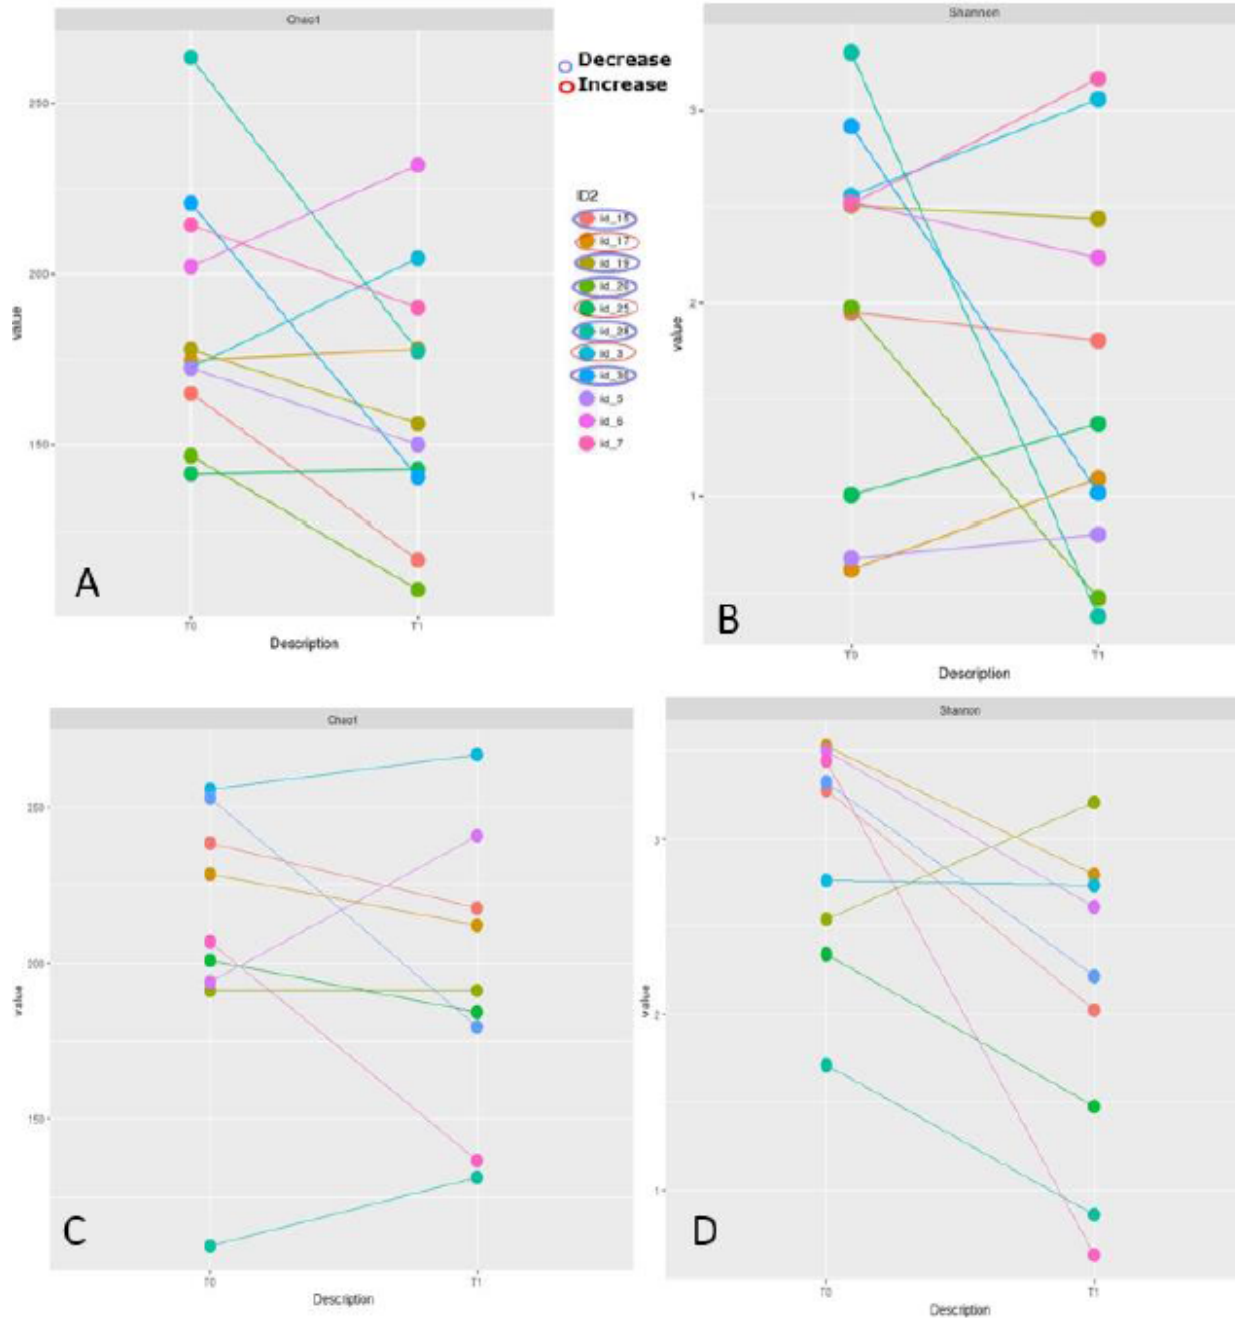 Chao1
250
200
150
value
T0
T1
Description
A
Decrease
Increase
ID2
id_15
id_17
id_19
id_20
id_25
id_28
id_3
id_30
id_5
id_6
id_7
Shannon
3
2
1
value
T0
T1
Description
B
Chao1
250
200
150
value
T0
T1
Description
C
Shannon
3
2
1
value
T0
T1
Description
D